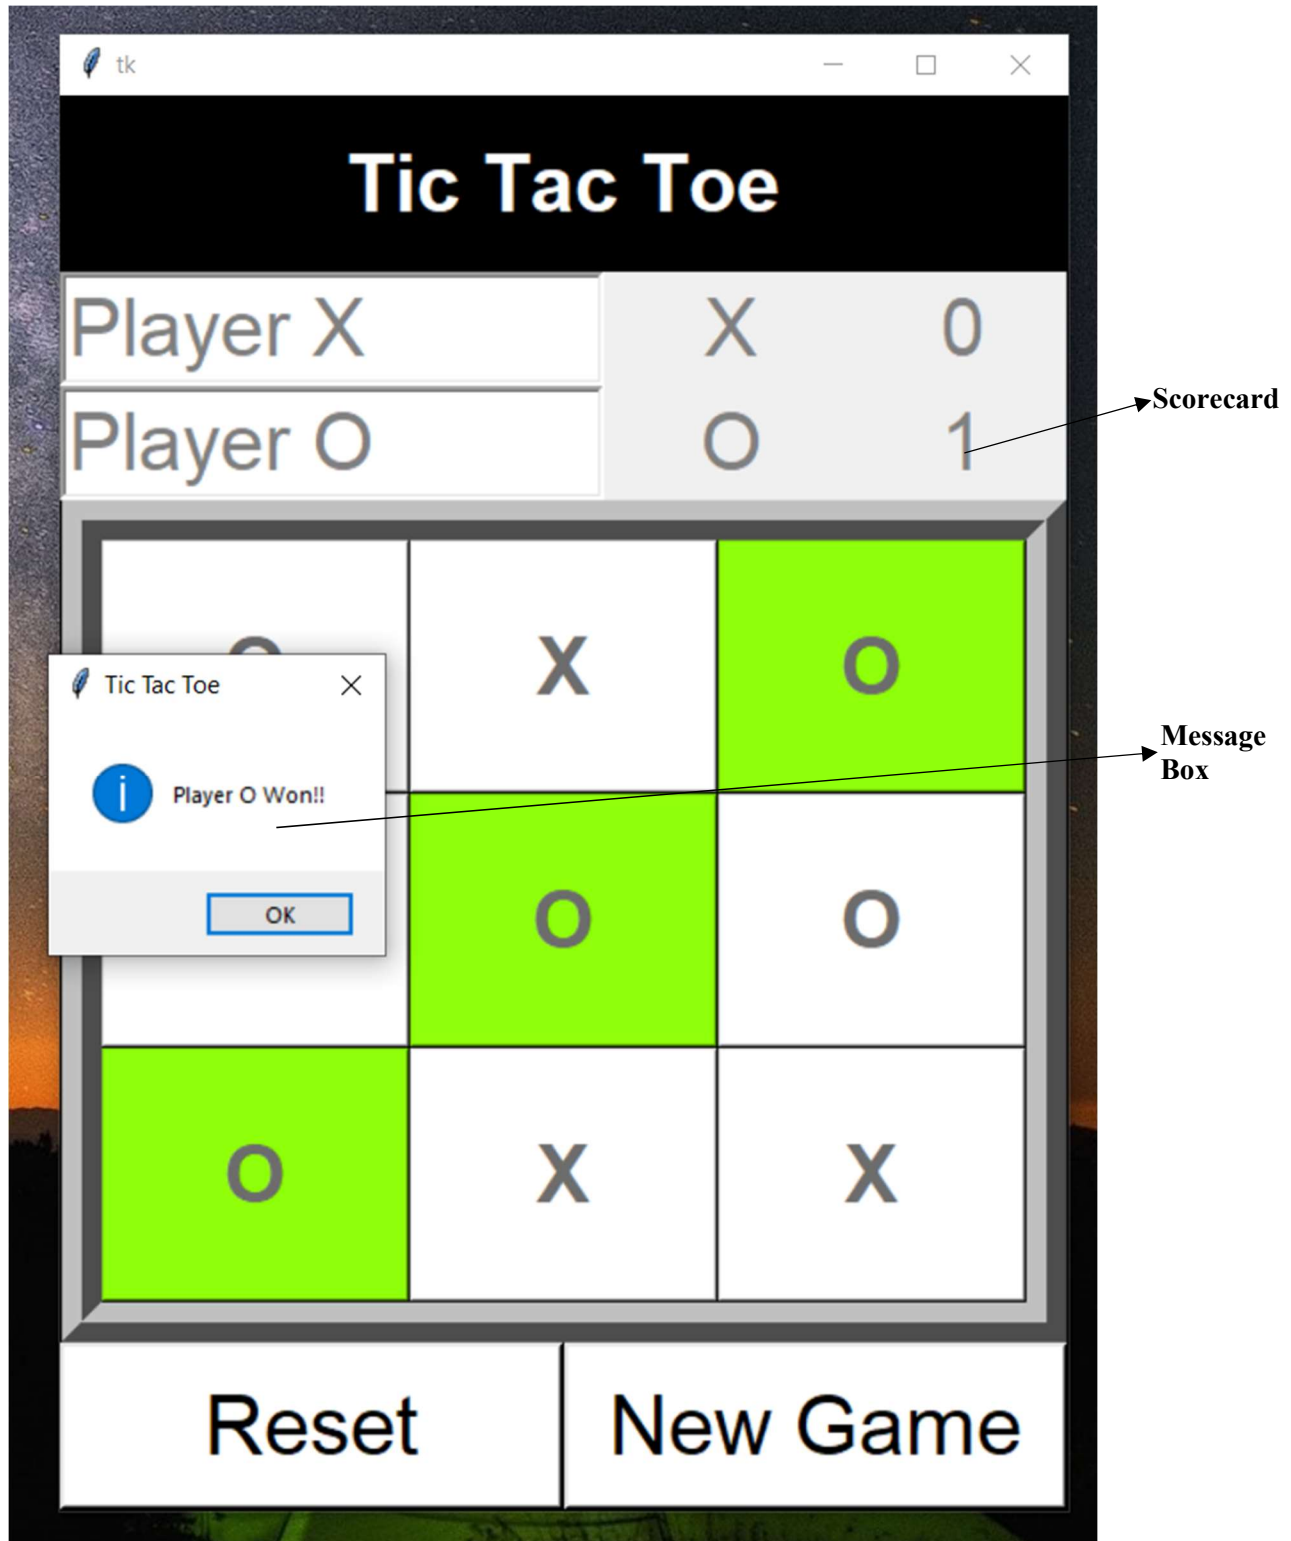 tk
Tic Tac Toe
Player X X 0
Player O O 1
Scorecard
O X O
Tic Tac Toe
Player O Won!!
OK
Message
Box
O O
O X X
Reset New Game